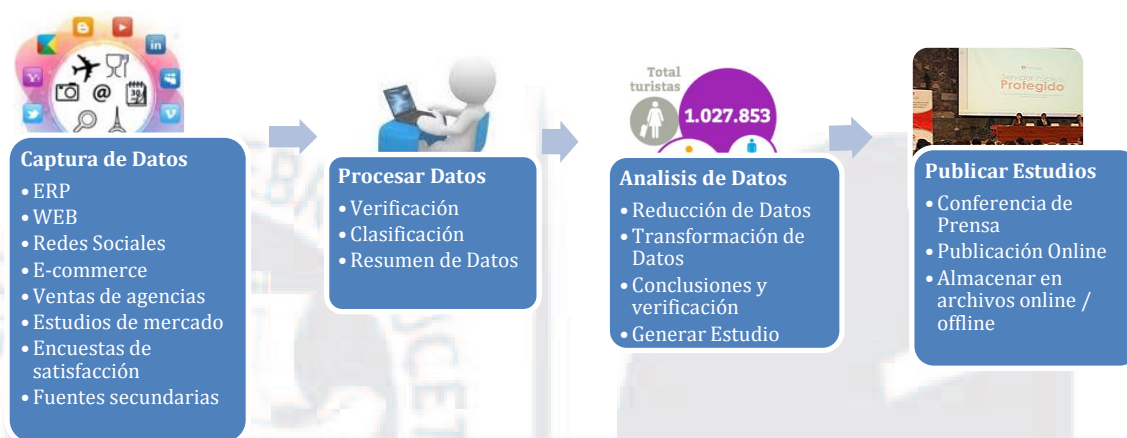 Captura de Datos
• ERP
• WEB
• Redes Sociales
• E-commerce
• Ventas de agencias
• Estudios de mercado
• Encuestas de
satisfacción
• Fuentes secundarias
Procesar Datos
• Verificación
• Clasificación
• Resumen de Datos
Total
turistas
1.027.853
Analisis de Datos
• Reducción de Datos
• Transformación de
Datos
• Conclusiones y
verificación
• Generar Estudio
Protegido
Publicar Estudios
• Conferencia de
Prensa
• Publicación Online
• Almacenar en
archivos online /
offline